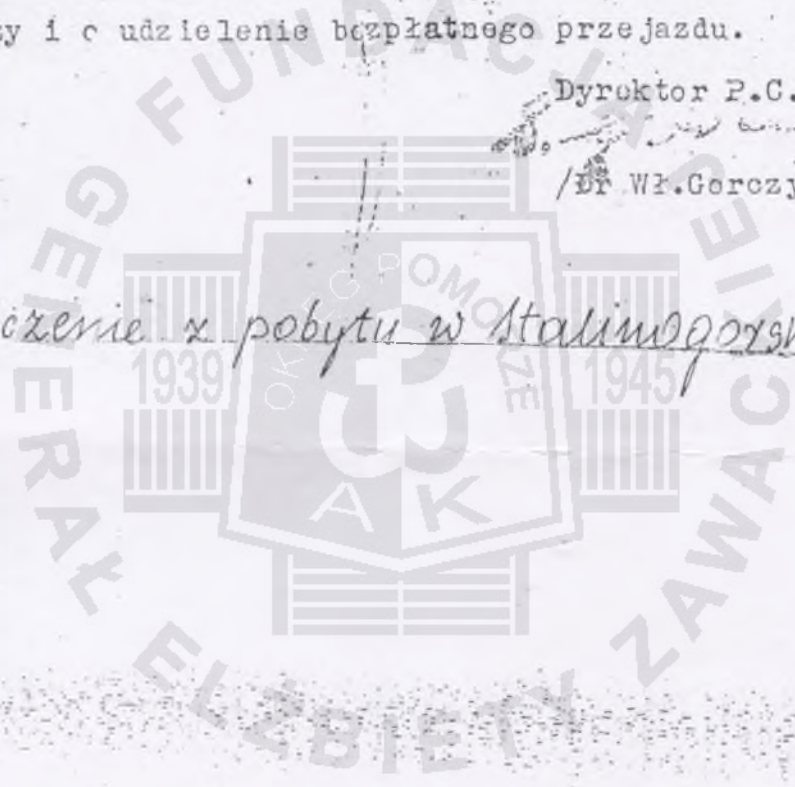 zy i o udzielenie bezpłatnego przejazdu.
Dyrektor P.C.
/Dr Wł.Gorczy
czenie z pobytu w Stalinogorsk
FUNDACJA GENERAŁ ELŻBIETY ZAWACKIEJ
OKRĘG POMORZE
1939
1945
AK